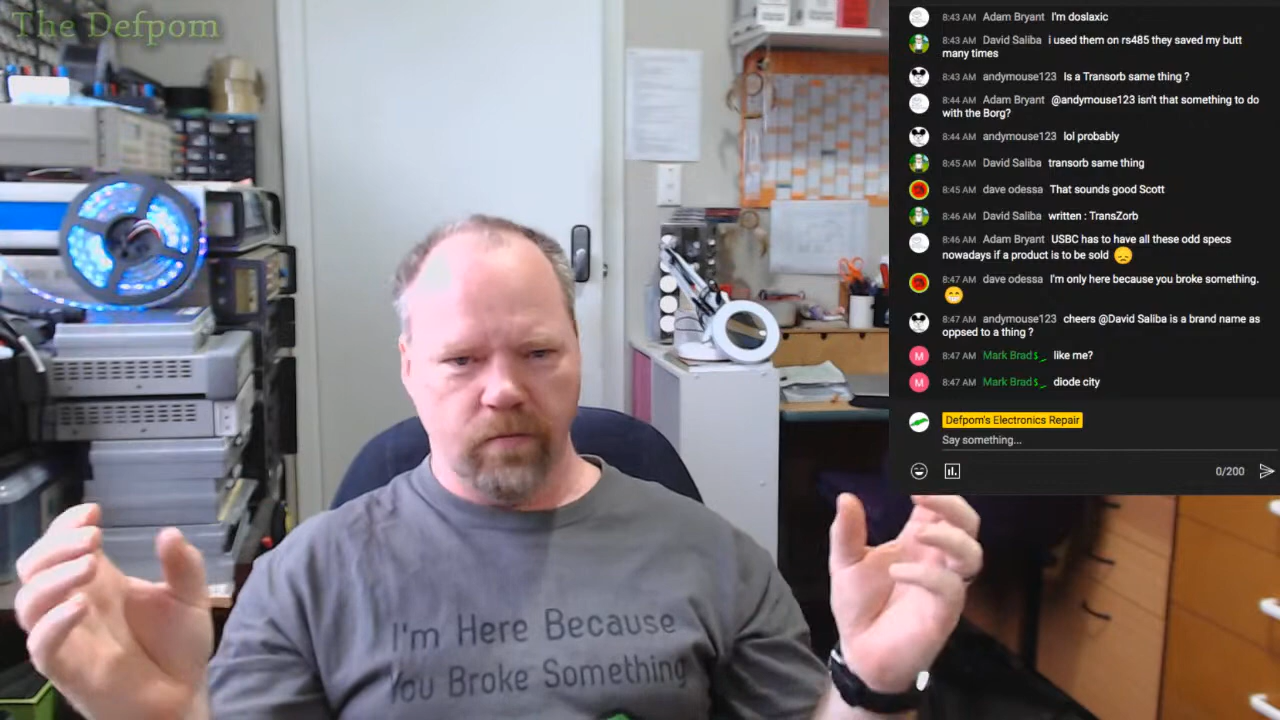 The Defpom
8:43 AM Adam Bryant I'm doslaxic
8:43 AM David Saliba i used them on rs485 they saved my butt
many times
8:43 AM andymouse123 Is a Transorb same thing ?
8:44 AM Adam Bryant @andymouse123 isn't that something to do
with the Borg?
8:44 AM andymouse123 lol probably
8:45 AM David Saliba transorb same thing
8:45 AM dave odessa That sounds good Scott
8:46 AM David Saliba written : TransZorb
8:46 AM Adam Bryant USBC has to have all these odd specs
nowadays if a product is to be sold 😞
8:47 AM dave odessa I'm only here because you broke something.
😁
8:47 AM andymouse123 cheers @David Saliba is a brand name as
oppsed to a thing ?
M 8:47 AM Mark Brads like me?
M 8:47 AM Mark Brads diode city
Defpom's Electronics Repair
Say something...
0/200
I'm Here Because
You Broke Something